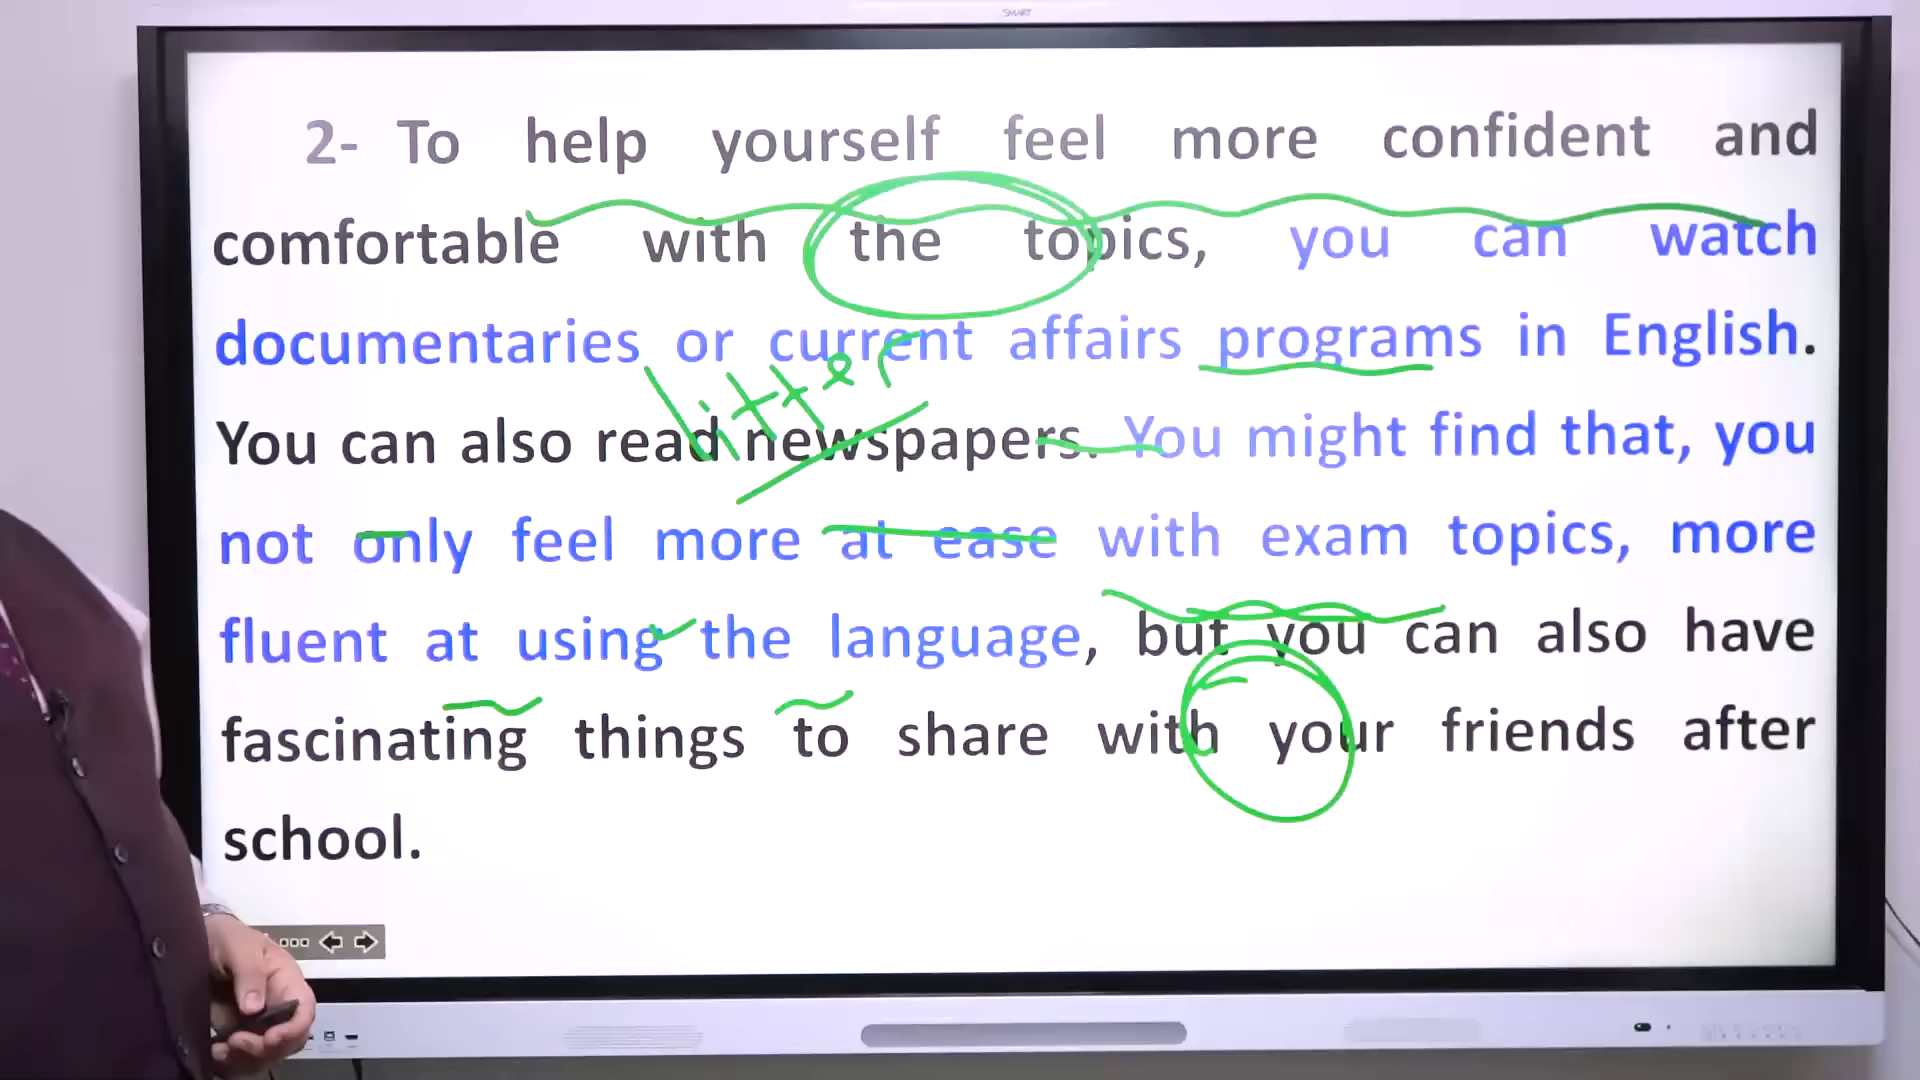 SMART
2- To help yourself feel more confident and
comfortable with the topics, you can watch
documentaries or current affairs programs in English.
litter
You can also read newspapers. You might find that, you
not only feel more at ease with exam topics, more
fluent at using the language, but you can also have
fascinating things to share with your friends after
school.